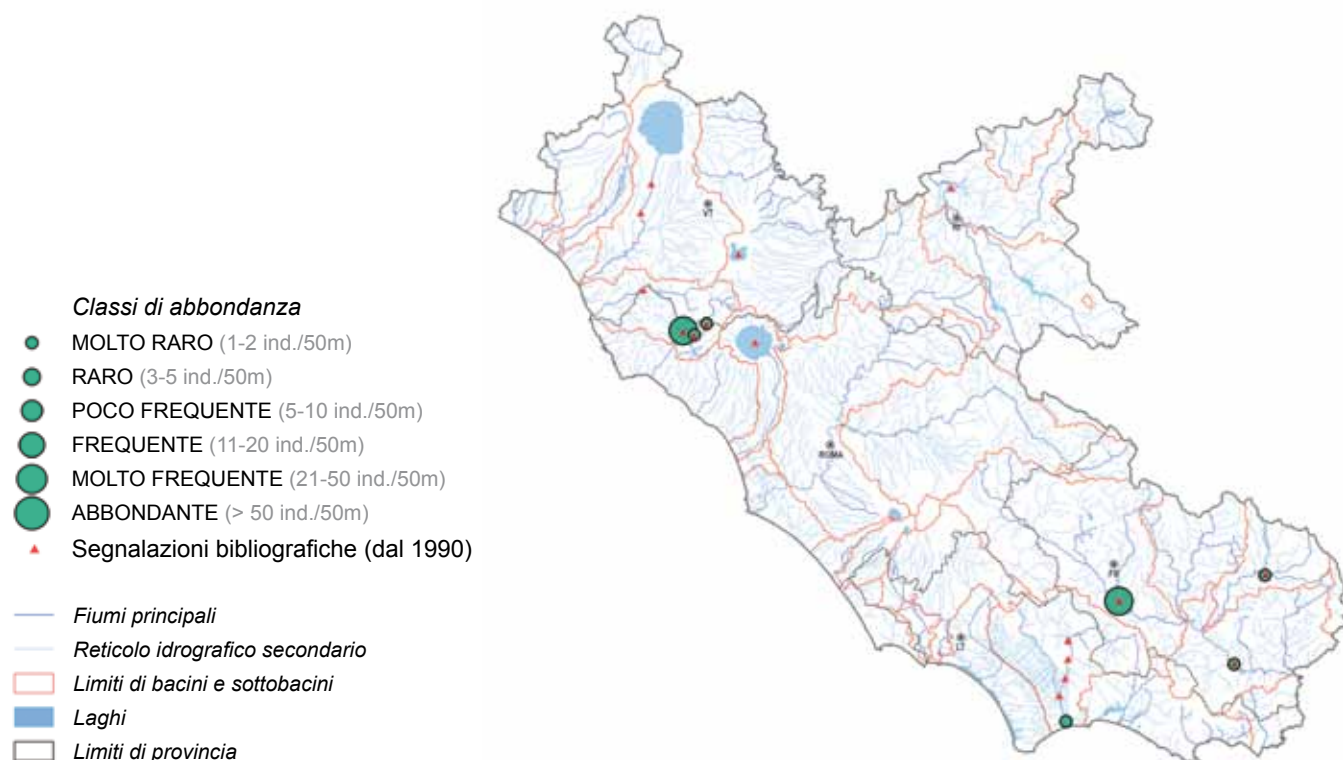 Classi di abbondanza
MOLTO RARO (1-2 ind./50m)
RARO (3-5 ind./50m)
POCO FREQUENTE (5-10 ind./50m)
FREQUENTE (11-20 ind./50m)
MOLTO FREQUENTE (21-50 ind./50m)
ABBONDANTE (> 50 ind./50m)
Segnalazioni bibliografiche (dal 1990)
Fiumi principali
Reticolo idrografico secondario
Limiti di bacini e sottobacini
Laghi
Limiti di provincia
VT
RI
ROMA
FR
LT